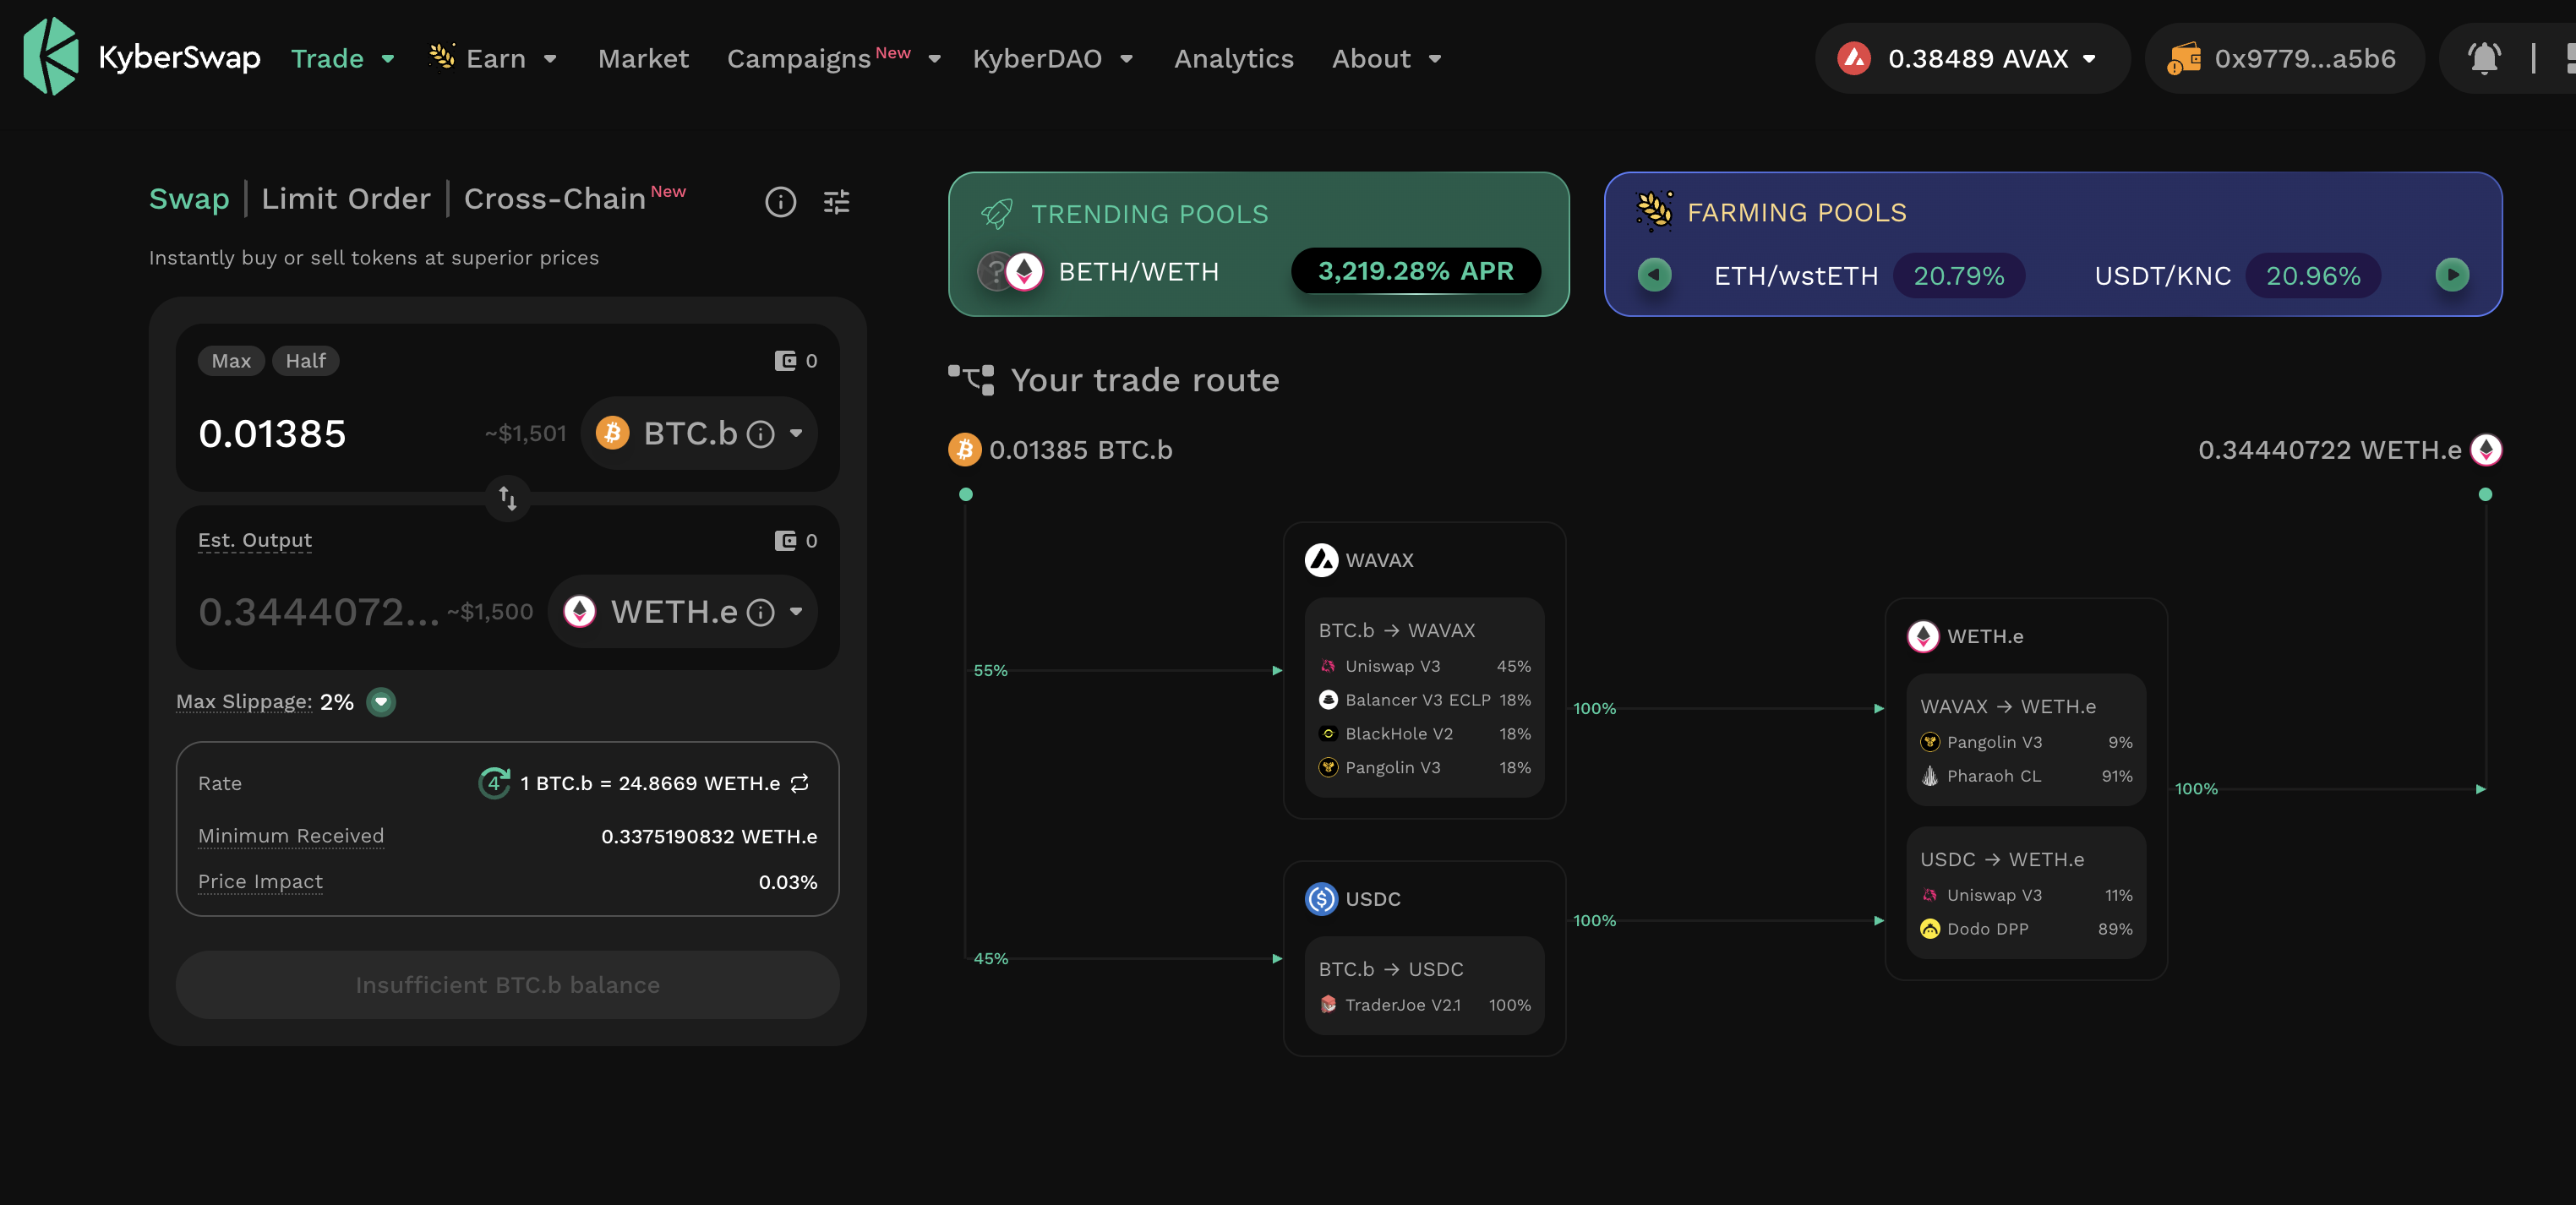 KyberSwap Trade Earn Market Campaigns New KyberDAO Analytics About 0.38489 AVAX 0x9779...a5b6
Swap | Limit Order | Cross-Chain New
Instantly buy or sell tokens at superior prices
Max Half 0
0.01385 ~$1,501 BTC.b
Est. Output 0
0.3444072... ~$1,500 WETH.e
Max Slippage: 2%
Rate 4 1 BTC.b = 24.8669 WETH.e
Minimum Received 0.3375190832 WETH.e
Price Impact 0.03%
Insufficient BTC.b balance
TRENDING POOLS
BETH/WETH 3,219.28% APR
FARMING POOLS
ETH/wstETH 20.79% USDT/KNC 20.96%
Your trade route
0.01385 BTC.b 0.34440722 WETH.e
55%
WAVAX
BTC.b → WAVAX
Uniswap V3 45%
Balancer V3 ECLP 18%
BlackHole V2 18%
Pangolin V3 18%
100%
45%
USDC
BTC.b → USDC
TraderJoe V2.1 100%
100%
WETH.e
WAVAX → WETH.e
Pangolin V3 9%
Pharaoh CL 91%
USDC → WETH.e
Uniswap V3 11%
Dodo DPP 89%
100%